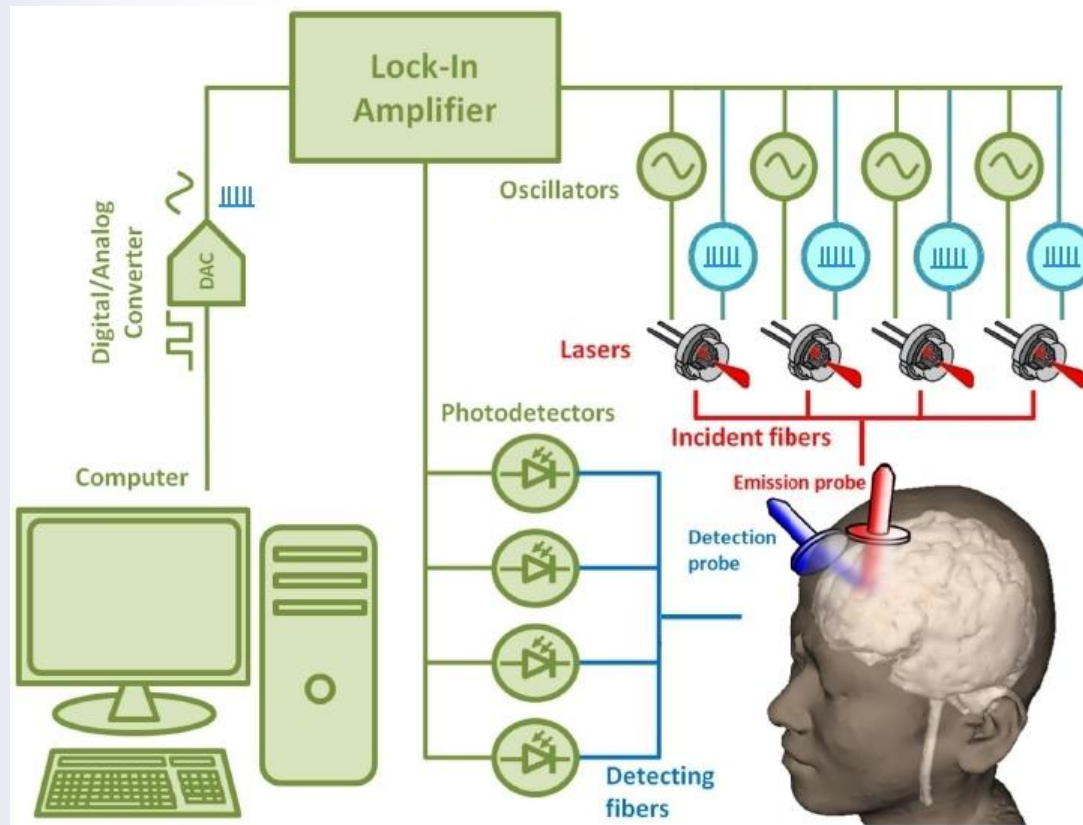 Lock-In
Amplifier
Oscillators
Digital/Analog
Converter
DAC
Lasers
Photodetectors
Incident fibers
Computer
Emission probe
Detection
probe
Detecting
fibers